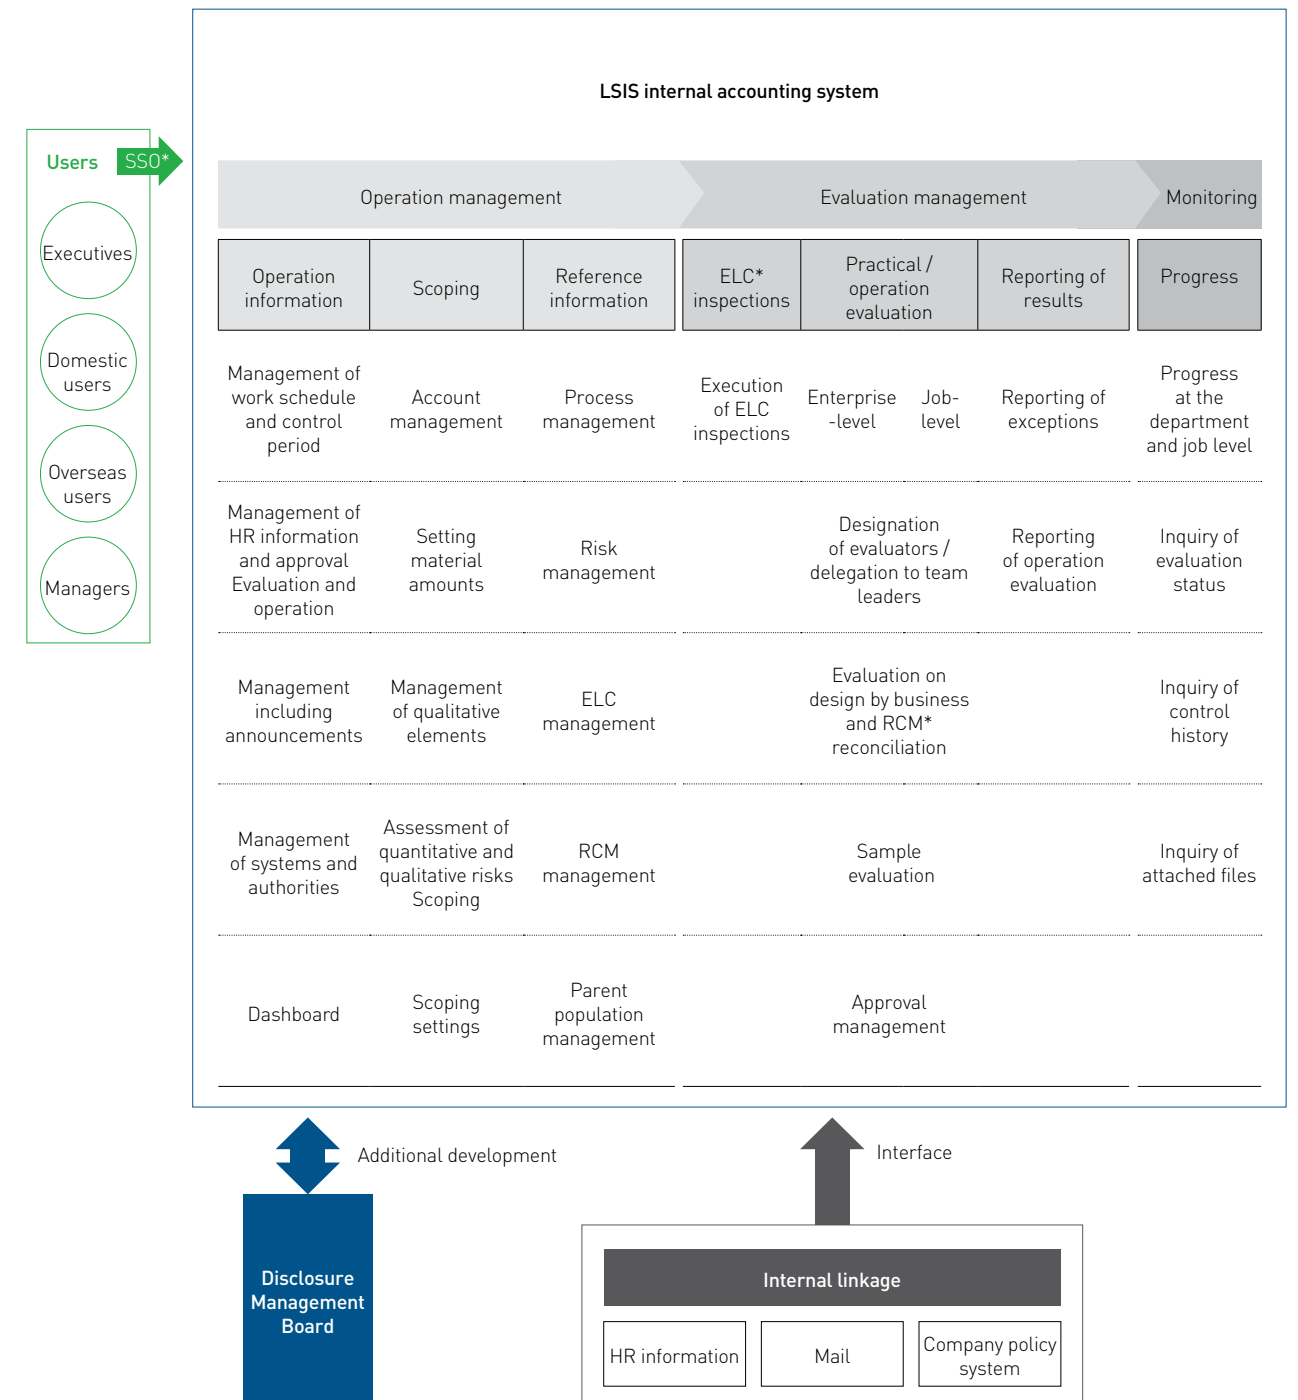 LSIS internal accounting system
Users
SSO*
Executives
Domestic
users
Overseas
users
Managers
Operation management
Evaluation management
Monitoring
Operation
information
Scoping
Reference
information
ELC*
inspections
Practical /
operation
evaluation
Reporting of
results
Progress
Management of
work schedule
and control
period
Account
management
Process
management
Execution
of ELC
inspections
Enterprise
-level
Job-
level
Reporting of
exceptions
Progress
at the
department
and job level
Management of
HR information
and approval
Evaluation and
operation
Setting
material
amounts
Risk
management
Designation
of evaluators /
delegation to team
leaders
Reporting
of operation
evaluation
Inquiry of
evaluation
status
Management
including
announcements
Management
of qualitative
elements
ELC
management
Evaluation on
design by business
and RCM*
reconciliation
Inquiry of
control
history
Management
of systems and
authorities
Assessment of
quantitative and
qualitative risks
Scoping
RCM
management
Sample
evaluation
Inquiry of
attached files
Dashboard
Scoping
settings
Parent
population
management
Approval
management
Additional development
Interface
Disclosure
Management
Board
Internal linkage
HR information
Mail
Company policy
system